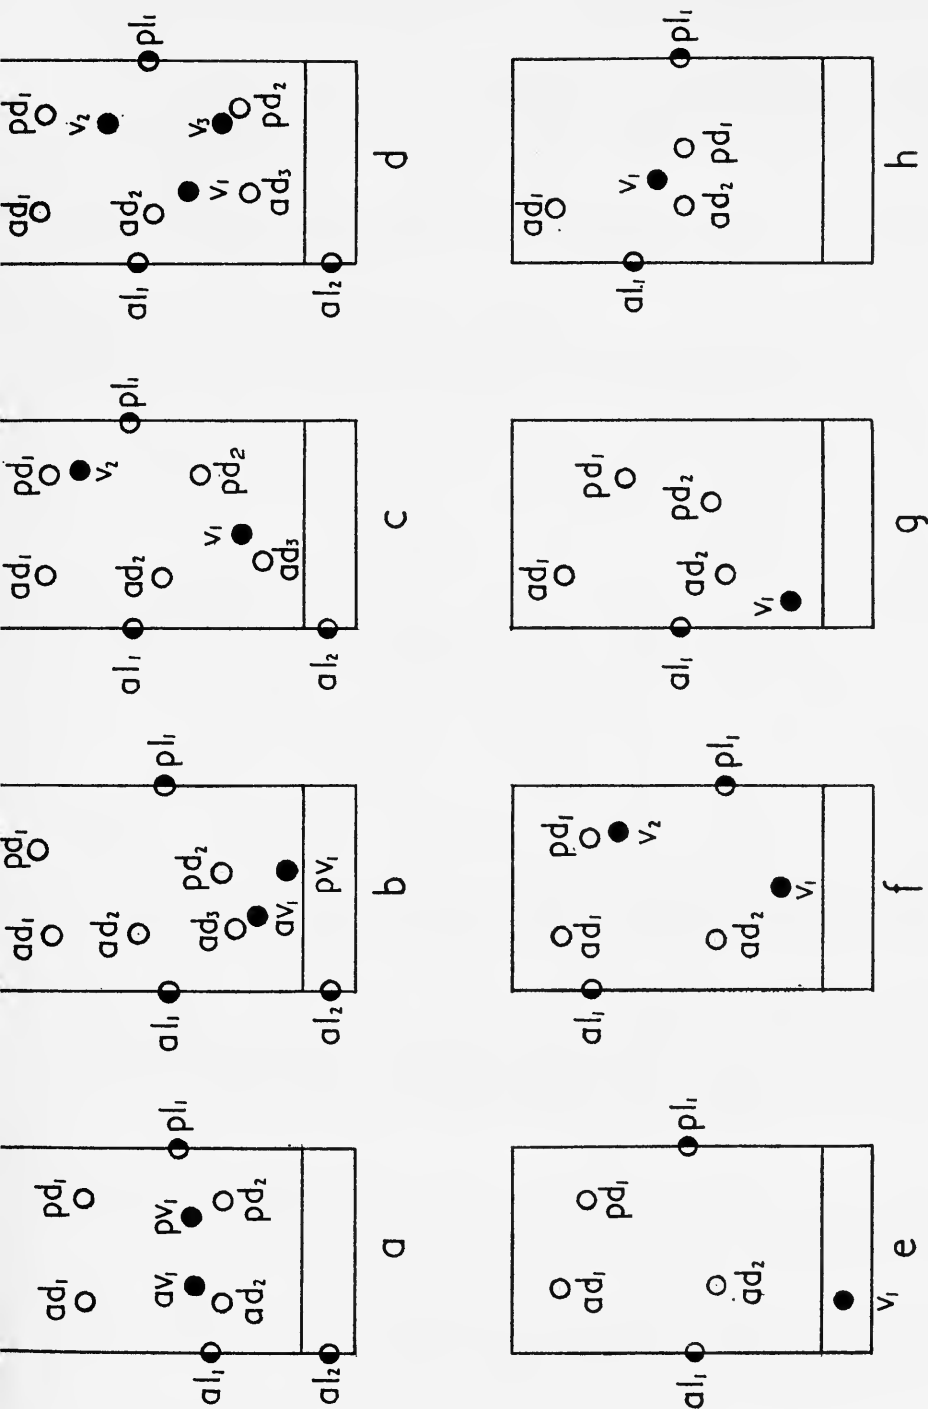 ad₁ pd₁
av₁ pv₁ pl₁
al₁ ad₂ pd₂
al₂
a
ad₁ pd₁
ad₂
al₁ pl₁
ad₃ pd₂
av₁
al₂ pv₁
b
ad₁ pd₁
v₂
al₁ ad₂ pl₁
v₁ pd₂
ad₃
al₂
c
ad₁ pd₁
v₂
al₁ ad₂ pl₁
v₁ v₃
ad₃ pd₂
al₂
d
ad₁ pd₁
al₁ ad₂ pl₁
v₁
e
ad₁ pd₁
al₁ v₂
ad₂ pl₁
v₁
f
ad₁ pd₁
al₁ ad₂ pd₂
v₁
g
ad₁
al₁ v₁ pl₁
ad₂ pd₁
h